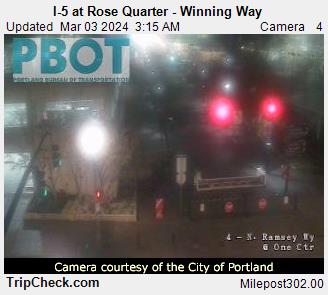 I-5 at Rose Quarter - Winning Way
Updated Mar 03 2024 3:15 AM Camera 4
PBOT
PORTLAND BUREAU OF TRANSPORTATION
4 - N. Ramsey Wy
@ One Ctr
Camera courtesy of the City of Portland
TripCheck.com Milepost302.00